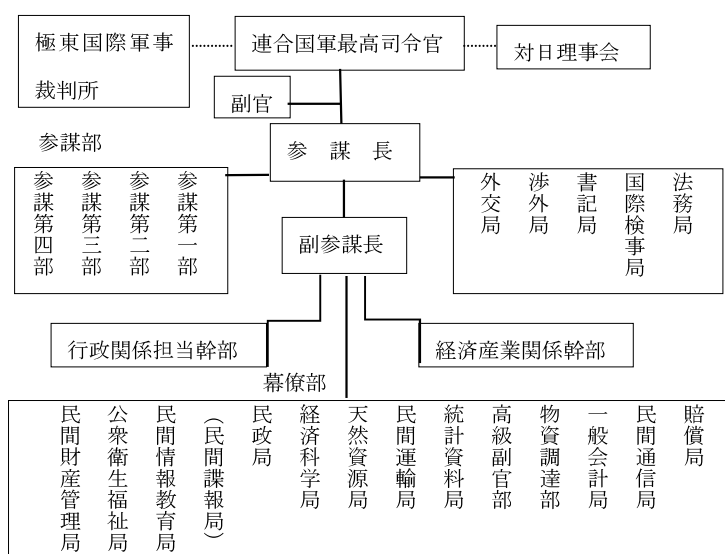 極東国際軍事
裁判所
連合国軍最高司令官
対日理事会
副官
参謀部
参謀長
参謀第一部
参謀第二部
参謀第三部
参謀第四部
法務局
国際検事局
書記局
渉外局
外交局
副参謀長
行政関係担当幹部
経済産業関係幹部
幕僚部
賠償局
民間通信局
一般会計局
物資調達部
高級副官部
統計資料局
民間運輸局
天然資源局
経済科学局
民政局
（民間諜報局）
民間情報教育局
公衆衛生福祉局
民間財産管理局